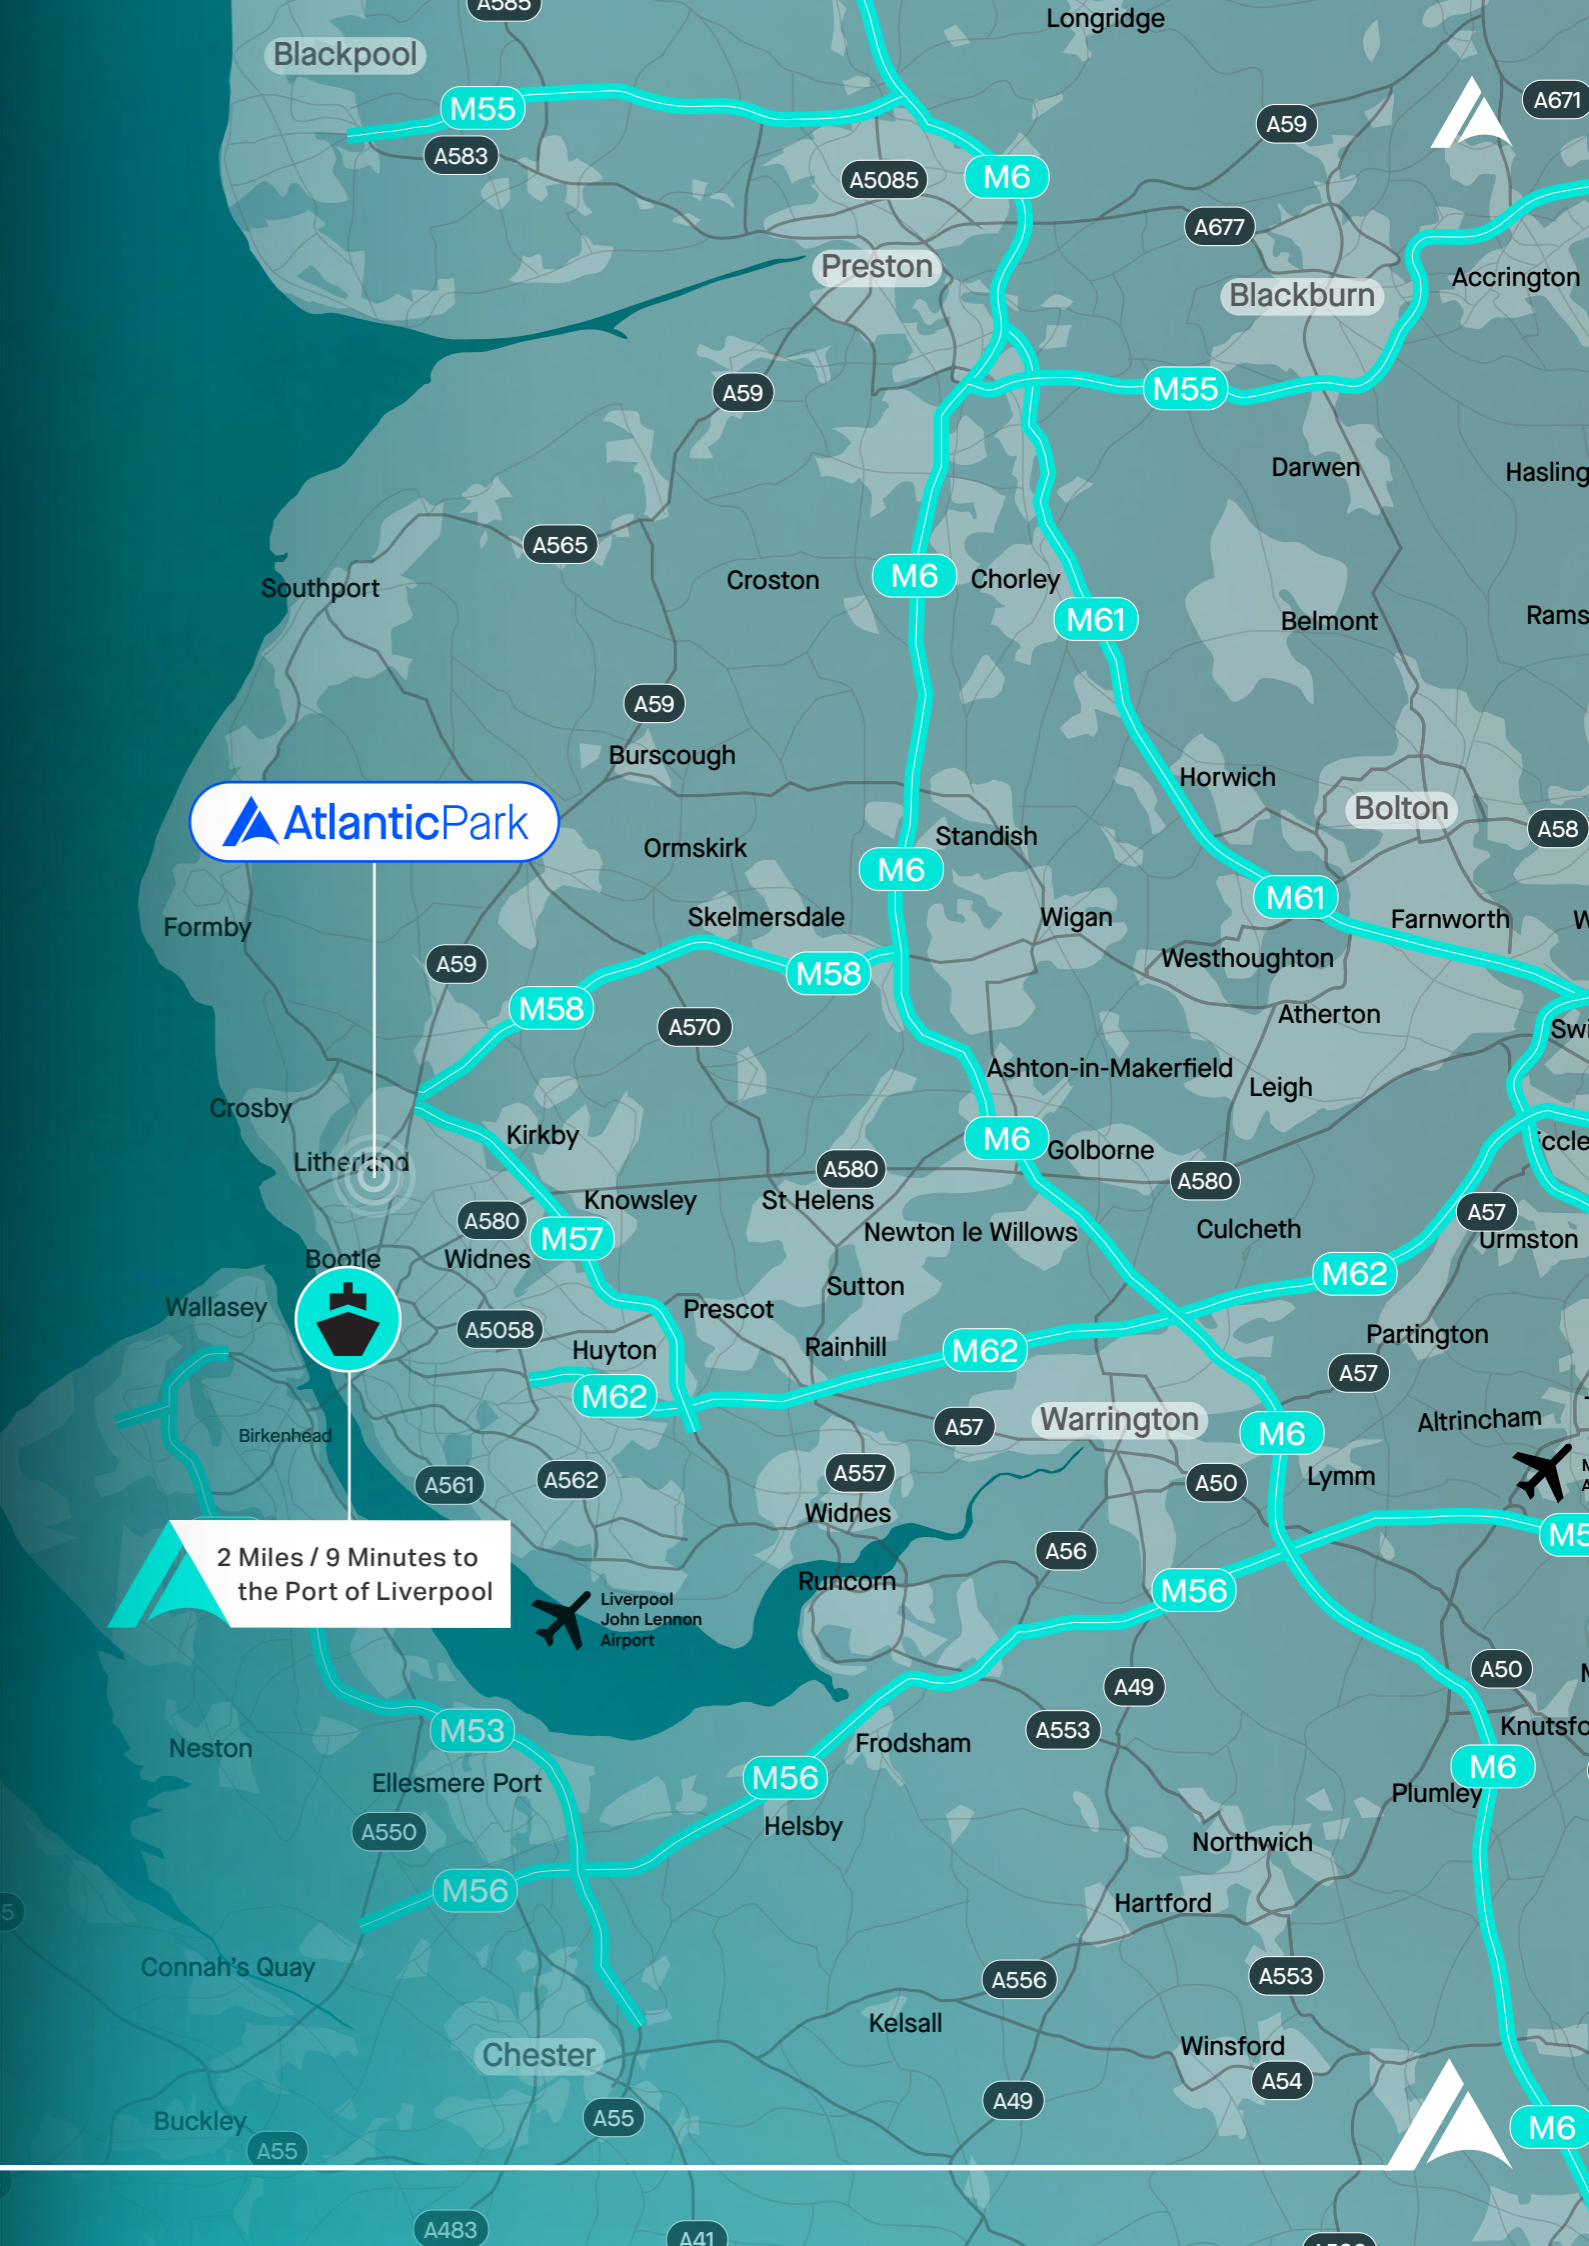 A585
Longridge
Blackpool
M55
A671
A59
A583
A5085
M6
A677
Preston
Accrington
Blackburn
A59
M55
Darwen
A565
Croston
M6
Chorley
Southport
M61
Belmont
A59
Burscough
Horwich
Bolton
AtlanticPark
A58
Standish
Ormskirk
M6
M61
Skelmersdale
Wigan
Farnworth
Formby
Westhoughton
A59
M58
M58
Atherton
A570
Ashton-in-Makerfield
Leigh
Crosby
Kirkby
M6
Golborne
Litherland
A580
A580
Knowsley
St Helens
A57
A580
Newton le Willows
Culcheth
M57
Urmston
Bootle
Widnes
M62
Sutton
Wallasey
Prescot
A5058
Partington
Rainhill
Huyton
M62
A57
M62
Altrincham
Warrington
A57
M6
Birkenhead
A557
Lymm
A561
A562
A50
Widnes
2 Miles / 9 Minutes to
the Port of Liverpool
A56
Runcorn
M56
Liverpool
John Lennon
Airport
A50
A49
M53
A553
Neston
Frodsham
M6
Ellesmere Port
M56
Plumley
Helsby
A550
Northwich
M56
Hartford
Connah's Quay
A556
A553
Kelsall
Winsford
Chester
A54
A49
A55
Buckley
M6
A55
A483
A41